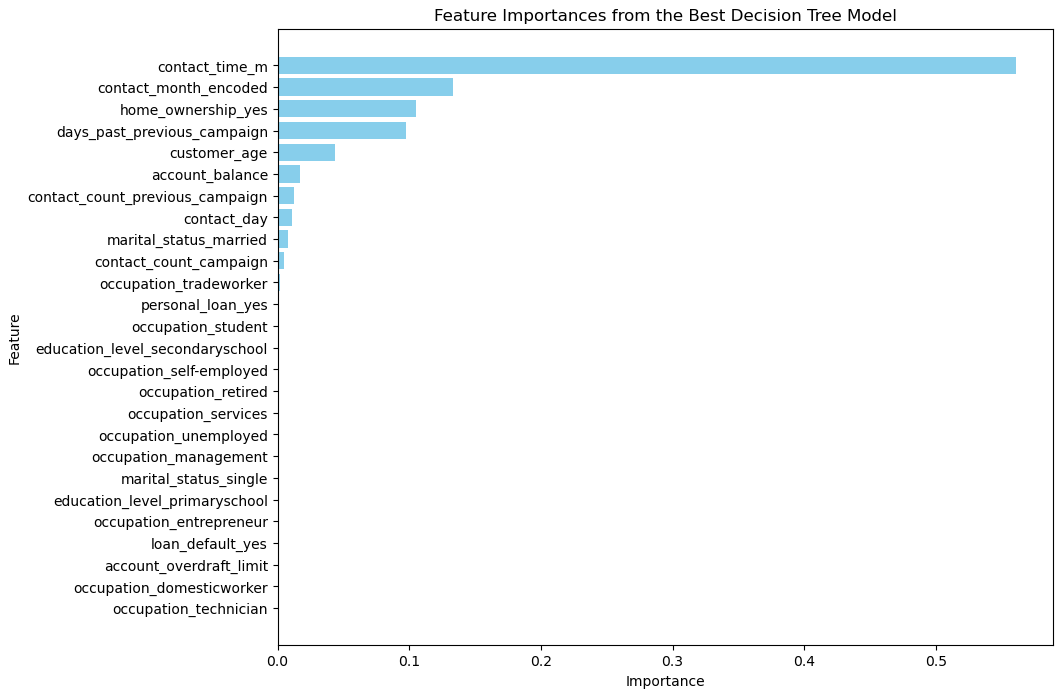 Feature Importances from the Best Decision Tree Model
contact_time_m
contact_month_encoded
home_ownership_yes
days_past_previous_campaign
customer_age
account_balance
contact_count_previous_campaign
contact_day
marital_status_married
contact_count_campaign
occupation_tradeworker
personal_loan_yes
occupation_student
education_level_secondaryschool
occupation_self-employed
occupation_retired
occupation_services
occupation_unemployed
occupation_management
marital_status_single
education_level_primaryschool
occupation_entrepreneur
loan_default_yes
account_overdraft_limit
occupation_domesticworker
occupation_technician
Feature
0.0 0.1 0.2 0.3 0.4 0.5
Importance